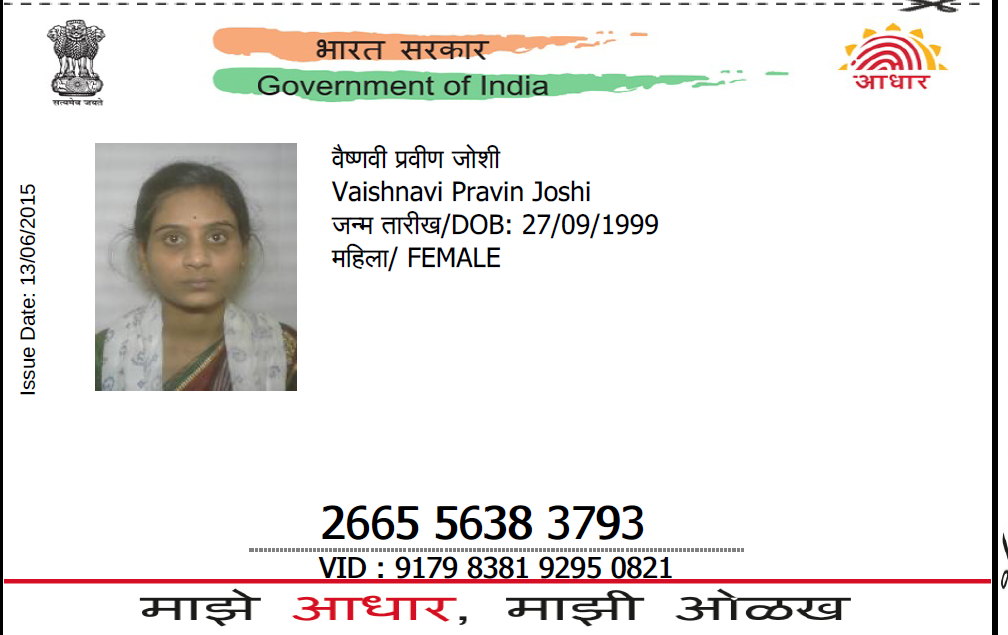 भारत सरकार
Government of India
सत्यमेव जयते
आधार
Issue Date: 13/06/2015
वैष्णवी प्रवीण जोशी
Vaishnavi Pravin Joshi
जन्म तारीख/DOB: 27/09/1999
महिला/ FEMALE
2665 5638 3793
VID : 9179 8381 9295 0821
माझे आधार, माझी ओळख